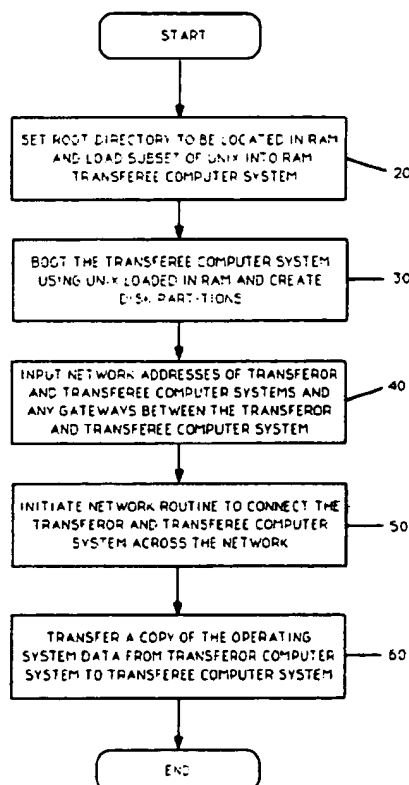 START
SET ROOT DIRECTORY TO BE LOCATED IN RAM
AND LOAD SUBSET OF UNIX INTO RAM
TRANSFEREE COMPUTER SYSTEM
20
BOOT THE TRANSFEREE COMPUTER SYSTEM
USING UNIX LOADED IN RAM AND CREATE
DISK PARTITIONS
30
INPUT NETWORK ADDRESSES OF TRANSFEROR
AND TRANSFEREE COMPUTER SYSTEMS AND
ANY GATEWAYS BETWEEN THE TRANSFEROR
AND TRANSFEREE COMPUTER SYSTEM
40
INITIATE NETWORK ROUTINE TO CONNECT THE
TRANSFEROR AND TRANSFEREE COMPUTER
SYSTEM ACROSS THE NETWORK
50
TRANSFER A COPY OF THE OPERATING
SYSTEM DATA FROM TRANSFEROR COMPUTER
SYSTEM TO TRANSFEREE COMPUTER SYSTEM
60
END